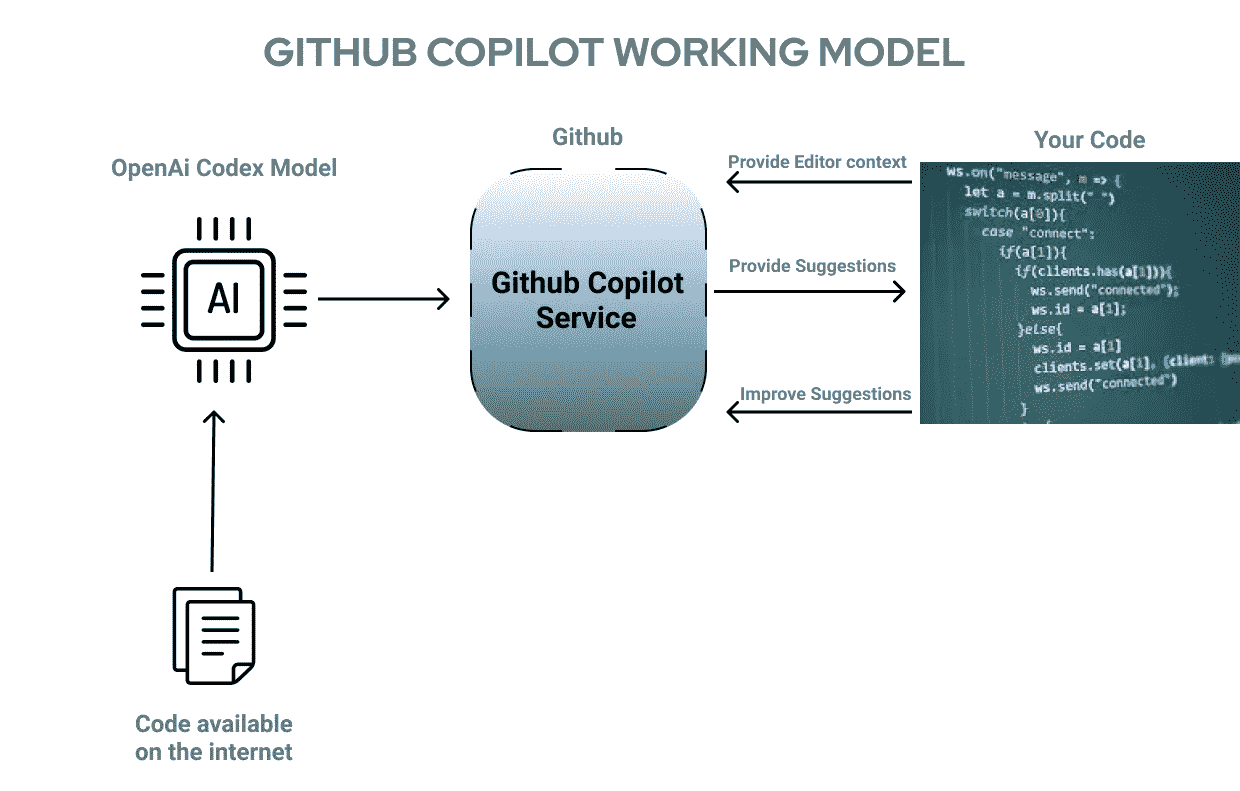 GITHUB COPILOT WORKING MODEL
Github
Your Code
OpenAi Codex Model
Provide Editor context
Provide Suggestions
Improve Suggestions
AI
Github Copilot
Service
ws.on("message", m => {
let a = m.split(" ")
switch(a[0]){
case "connect":
if(a[1]){
if(clients.has(a[1])){
ws.send("connected");
ws.id = a[1];
}else{
ws.id = a[1]
clients.set(a[1], {client:
ws.send("connected")
}
Code available
on the internet